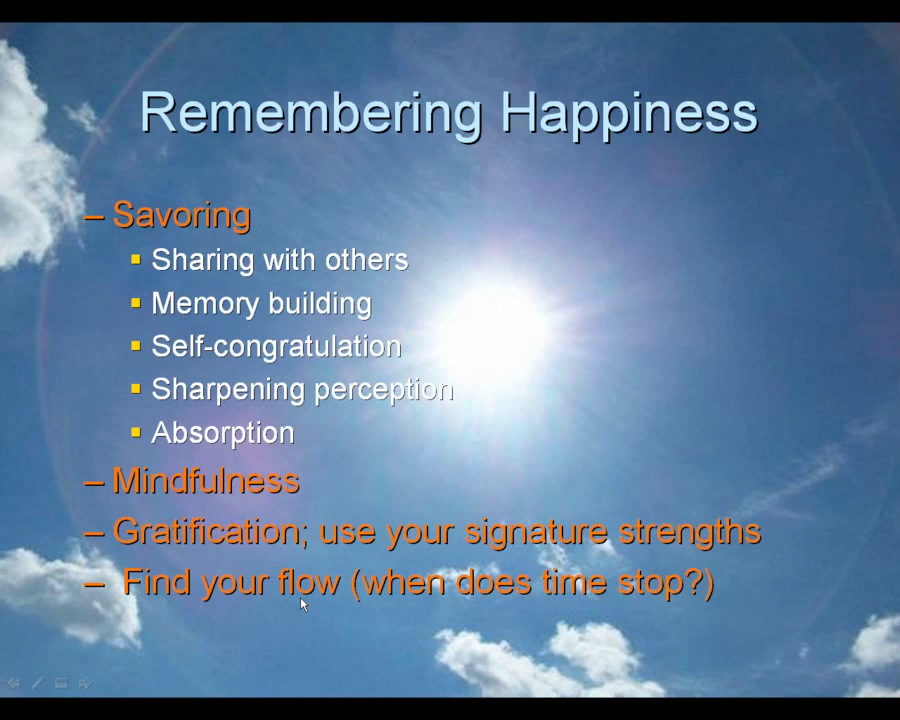 Remembering Happiness
– Savoring
▪ Sharing with others
▪ Memory building
▪ Self-congratulation
▪ Sharpening perception
▪ Absorption
– Mindfulness
– Gratification; use your signature strengths
– Find your flow (when does time stop?)